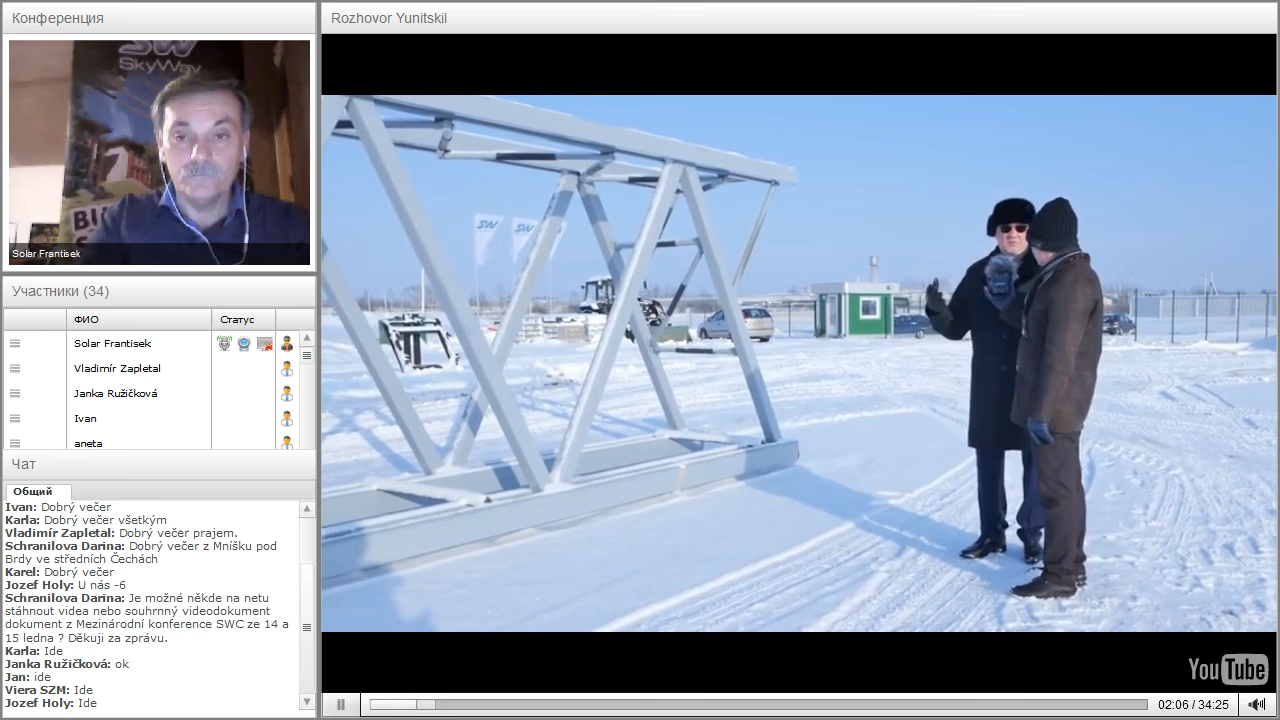 Конференция
SW
SkyWay
Solar Frantisek
Участники (34)
ФИО
Статус
Solar Frantisek
Vladimír Zapletal
Janka Ružičková
Ivan
aneta
Чат
Общий
Ivan: Dobrý večer
Karla: Dobrý večer všetkým
Vladimír Zapletal: Dobrý večer prajem.
Schranilova Darina: Dobrý večer z Mníšku pod
Brdy ve středních Čechách
Karel: Dobrý večer
Jozef Holy: U nás -6
Schranilova Darina: Je možné někde na netu
stáhnout videa nebo souhrnný videodokument
dokument z Mezinárodní konference SWC ze 14 a
15 ledna ? Děkuji za zprávu.
Karla: Ide
Janka Ružičková: ok
Jan: ide
Viera SZM: Ide
Jozef Holy: Ide
Rozhovor Yunitskil
SW
SW
YouTube
02:06 / 34:25